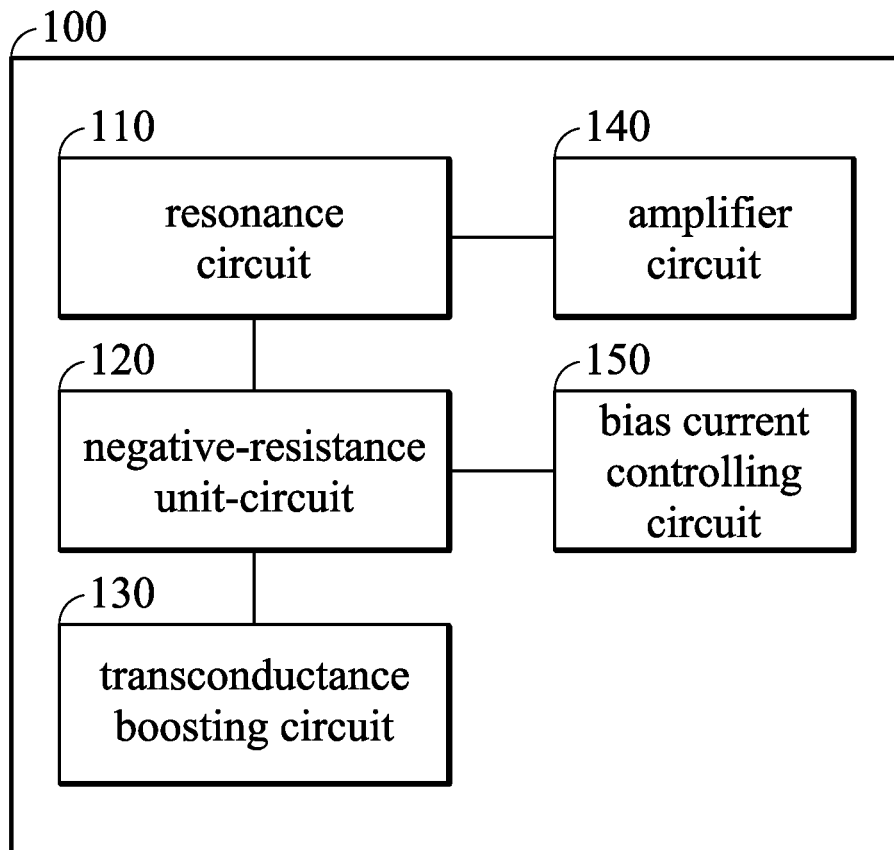 100
110
resonance
circuit
140
amplifier
circuit
120
negative-resistance
unit-circuit
150
bias current
controlling
circuit
130
transconductance
boosting circuit